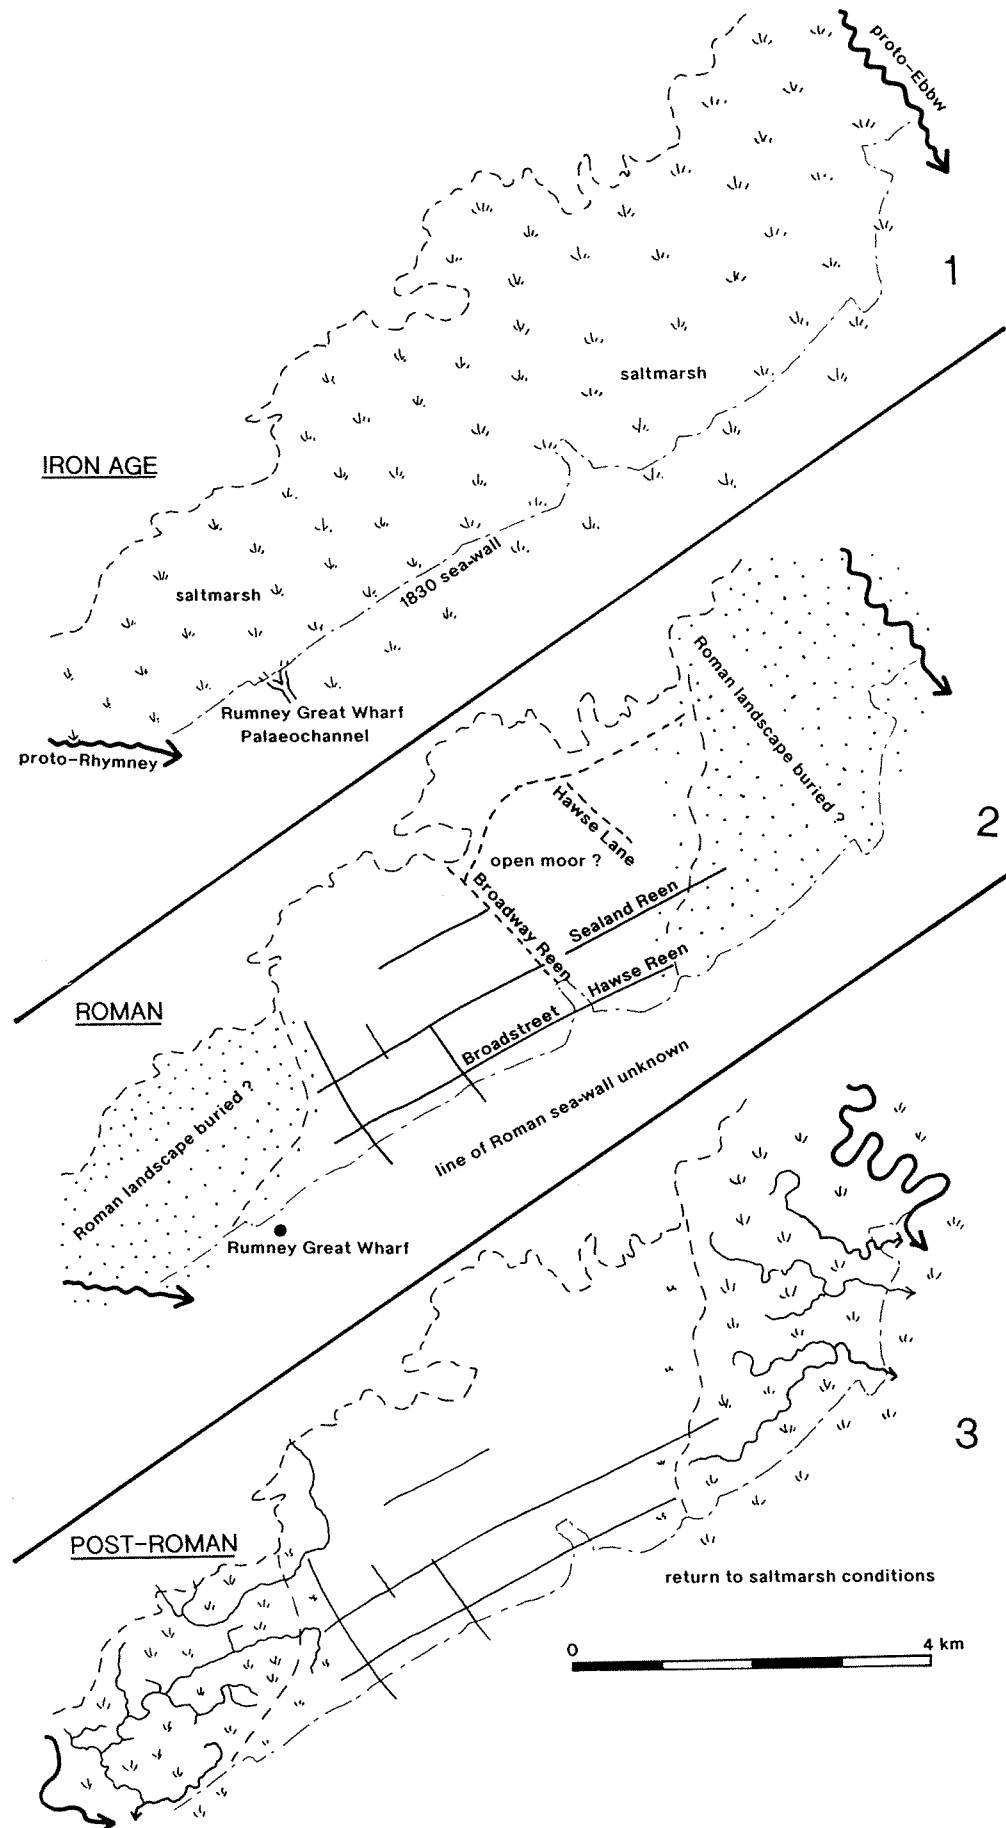 proto-Ebbw
1
saltmarsh
IRON AGE
1830 sea-wall
saltmarsh
Rumney Great Wharf
Palaeochannel
proto-Rhymney
Roman landscape buried ?
2
Hawse Lane
open moor ?
Broadway Reen
Sealand Reen
Hawse Reen
ROMAN
Broadstreet
line of Roman sea-wall unknown
Roman landscape buried ?
Rumney Great Wharf
3
POST-ROMAN
return to saltmarsh conditions
0
4 km